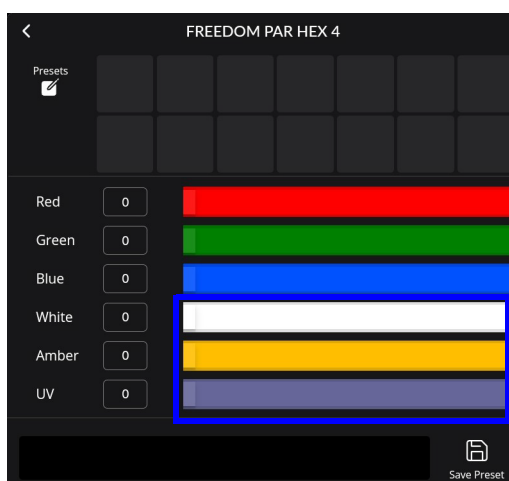 FREEDOM PAR HEX 4
Presets
Red 0
Green 0
Blue 0
White 0
Amber 0
UV 0
Save Preset